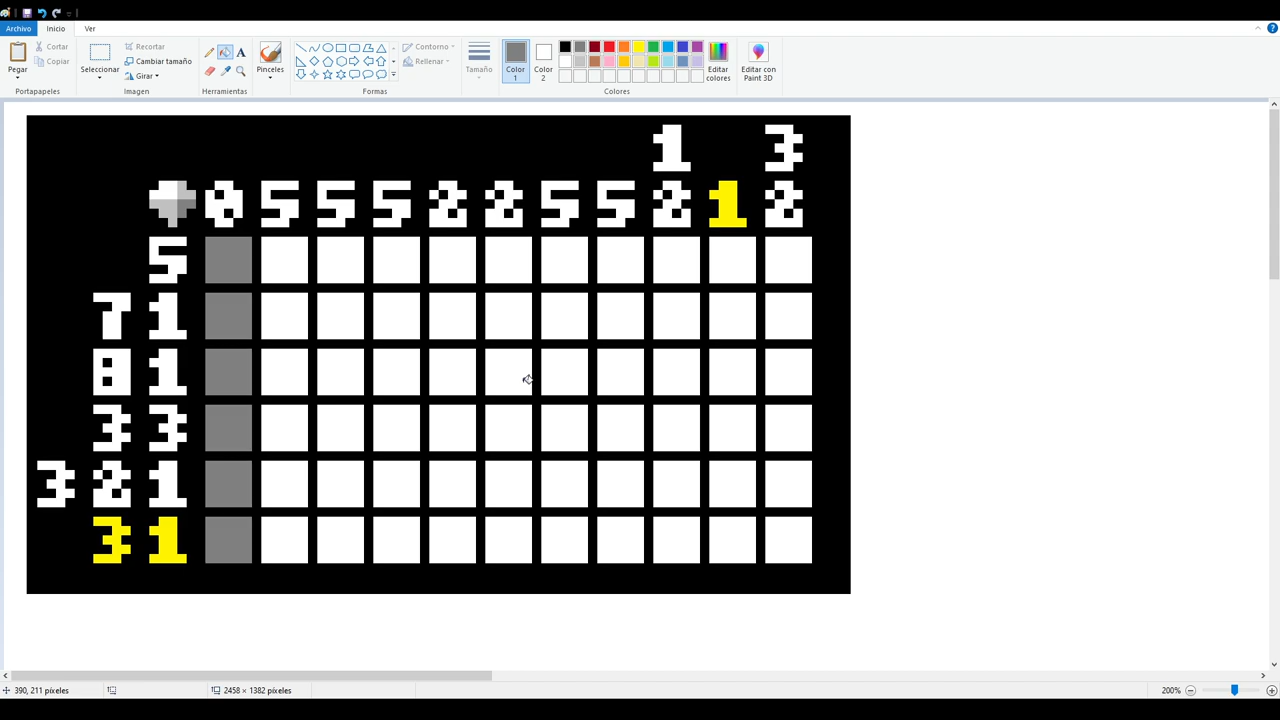 Archivo Inicio Ver
Pegar
Cortar
Copiar
Portapapeles
Seleccionar
Recortar
Cambiar tamaño
Girar
Imagen
A
Herramientas
Pinceles
Contorno
Rellenar
Formas
Tamaño
Color 1
Color 2
Editar colores
Colores
Editar con Paint 3D
1 3
0 5 5 5 2 2 5 5 2 1 2
5
7 1
8 1
3 3
3 2 1
3 1
390, 211 píxeles 2458 × 1382 píxeles 200%